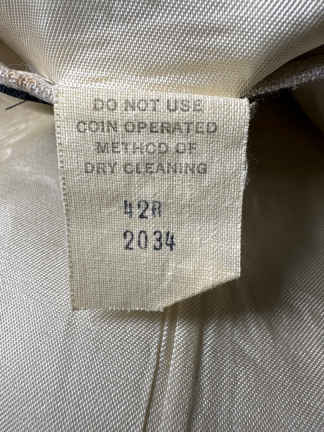 DO NOT USE
COIN OPERATED
METHOD OF
DRY CLEANING
42R
2034